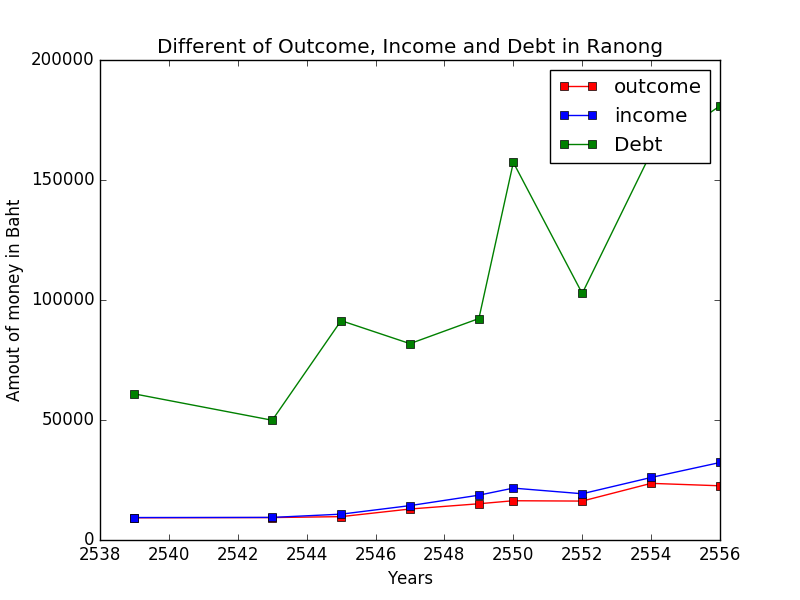 Different of Outcome, Income and Debt in Ranong
200000
150000
100000
50000
0
Amout of money in Baht
outcome
income
Debt
2538 2540 2542 2544 2546 2548 2550 2552 2554 2556
Years